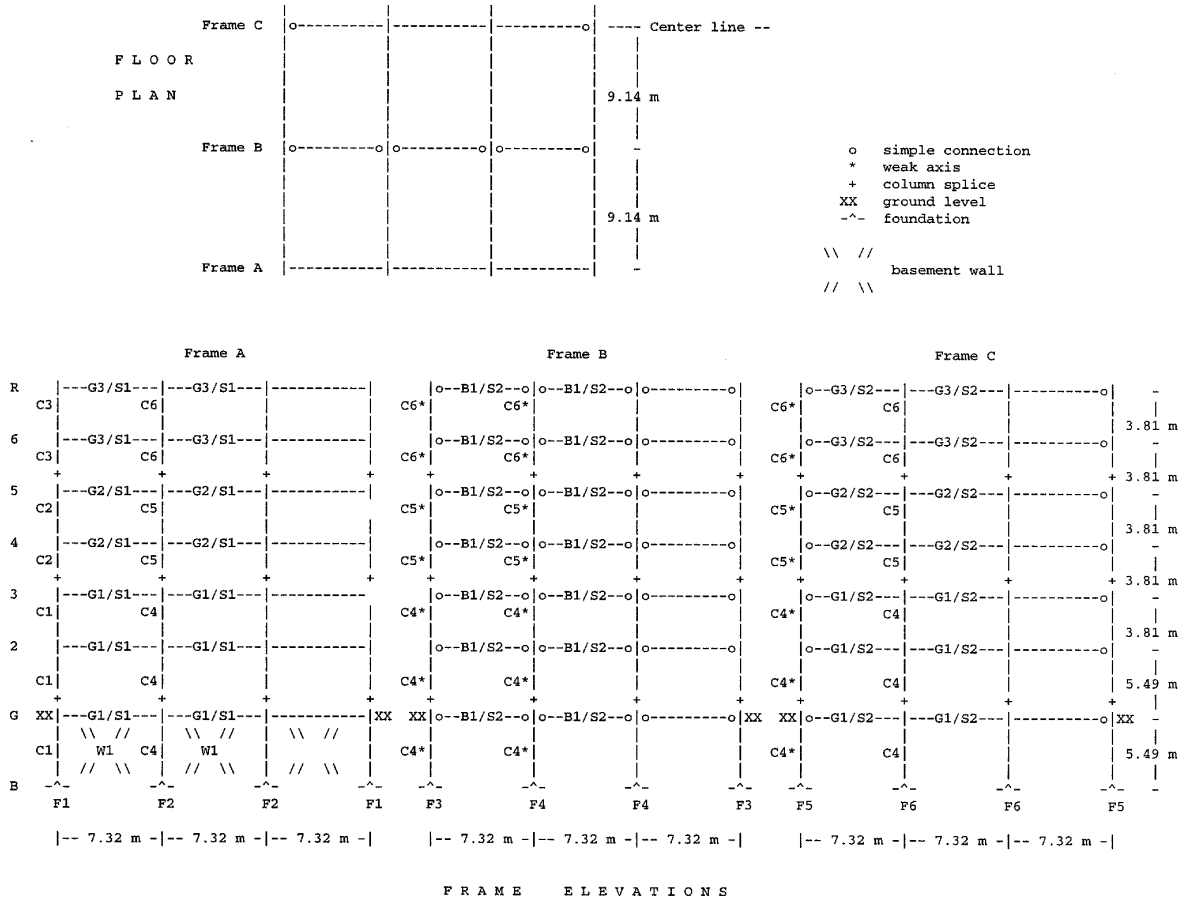 Frame C o-------------------------------o ---- Center line --
F L O O R
P L A N
9.14 m
Frame B o--------o o--------o o--------o -
9.14 m
Frame A --------------------------------- -
o simple connection
* weak axis
+ column splice
XX ground level
-^- foundation
\\ //
basement wall
// \\
Frame A Frame B Frame C
R |---G3/S1---|---G3/S1---|-----------| |o--B1/S2--o|o--B1/S2--o|o---------o| |o--G3/S2---|---G3/S2---|----------o| -
C3 C6 C6* C6* C6* C6 3.81 m
6 |---G3/S1---|---G3/S1---|-----------| |o--B1/S2--o|o--B1/S2--o|o---------o| |o--G3/S2---|---G3/S2---|----------o| -
C3 C6 C6* C6* C6* C6
+ + + + + + + + + + + + 3.81 m
5 |---G2/S1---|---G2/S1---|-----------| |o--B1/S2--o|o--B1/S2--o|o---------o| |o--G2/S2---|---G2/S2---|----------o| -
C2 C5 C5* C5* C5* C5 3.81 m
4 |---G2/S1---|---G2/S1---|-----------| |o--B1/S2--o|o--B1/S2--o|o---------o| |o--G2/S2---|---G2/S2---|----------o| -
C2 C5 C5* C5* C5* C5
+ + + + + + + + + + + + 3.81 m
3 |---G1/S1---|---G1/S1---|----------- |o--B1/S2--o|o--B1/S2--o|o---------o| |o--G1/S2---|---G1/S2---|----------o| -
C1 C4 C4* C4* C4* C4 3.81 m
2 |---G1/S1---|---G1/S1---|-----------| |o--B1/S2--o|o--B1/S2--o|o---------o| |o--G1/S2---|---G1/S2---|----------o| -
C1 C4 C4* C4* C4* C4 5.49 m
+ + + + + + + + + + + +
G XX|---G1/S1---|---G1/S1---|-----------|XX XX|o--B1/S2--o|o--B1/S2--o|o---------o|XX XX|o--G1/S2---|---G1/S2---|----------o|XX -
\\ // \\ // \\ //
C1 W1 C4 W1 C4* C4* C4* C4 5.49 m
// \\ // \\ // \\
B -^- -^- -^- -^- -^- -^- -^- -^- -^- -^- -^- -^- -
F1 F2 F2 F1 F3 F4 F4 F3 F5 F6 F6 F5
|-- 7.32 m -|-- 7.32 m -|-- 7.32 m -| |-- 7.32 m -|-- 7.32 m -|-- 7.32 m -| |-- 7.32 m -|-- 7.32 m -|-- 7.32 m -|
F R A M E E L E V A T I O N S